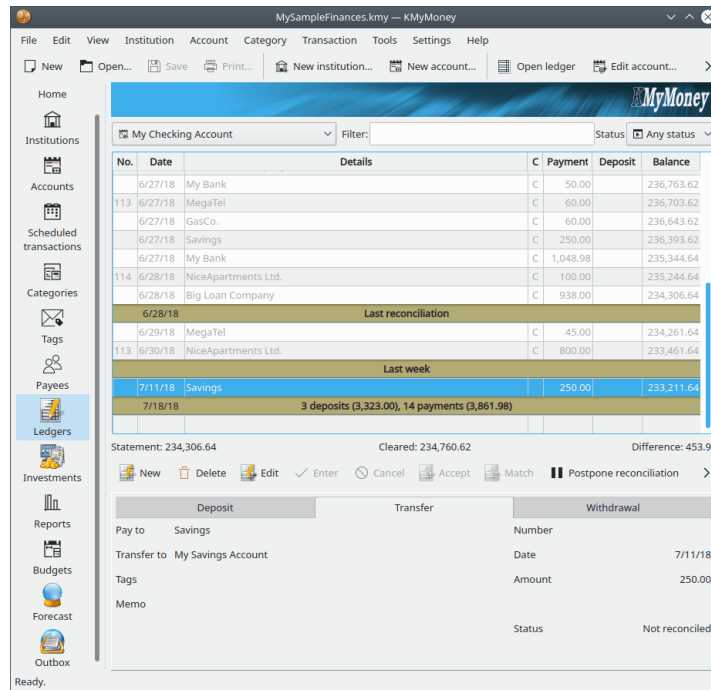 MySampleFinances.kmy — KMyMoney
File Edit View Institution Account Category Transaction Tools Settings Help
New Open... Save Print... New institution... New account... Open ledger Edit account...
Home
Institutions
Accounts
Scheduled
transactions
Categories
Tags
Payees
Ledgers
Investments
Reports
Budgets
Forecast
Outbox
KMyMoney
My Checking Account Filter: Status Any status
No. Date Details C Payment Deposit Balance
6/27/18 My Bank C 50.00 236,763.62
113 6/27/18 MegaTel C 60.00 236,703.62
6/27/18 GasCo. C 60.00 236,643.62
6/27/18 Savings C 250.00 236,393.62
6/27/18 My Bank C 1,048.98 235,344.64
114 6/28/18 NiceApartments Ltd. C 100.00 235,244.64
6/28/18 Big Loan Company C 938.00 234,306.64
6/28/18 Last reconciliation
6/29/18 MegaTel C 45.00 234,261.64
113 6/30/18 NiceApartments Ltd. C 800.00 233,461.64
Last week
7/11/18 Savings 250.00 233,211.64
7/18/18 3 deposits (3,323.00), 14 payments (3,861.98)
Statement: 234,306.64 Cleared: 234,760.62 Difference: 453.9
New Delete Edit Enter Cancel Accept Match Postpone reconciliation
Deposit Transfer Withdrawal
Pay to Savings Number
Transfer to My Savings Account Date 7/11/18
Tags Amount 250.00
Memo
Status Not reconciled
Ready.